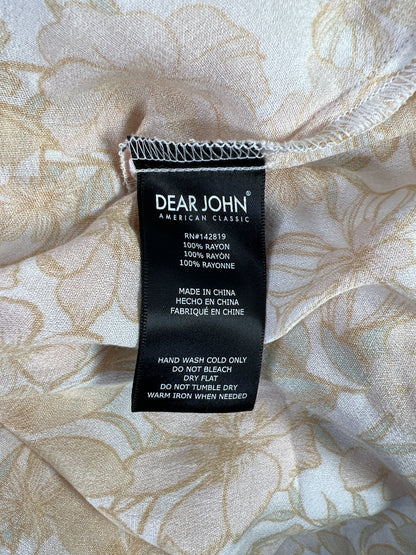 DEAR JOHN®
AMERICAN CLASSIC
RN#142819
100% RAYON
100% RAYÒN
100% RAYONNE
MADE IN CHINA
HECHO EN CHINA
FABRIQUÉ EN CHINE
HAND WASH COLD ONLY
DO NOT BLEACH
DRY FLAT
DO NOT TUMBLE DRY
WARM IRON WHEN NEEDED